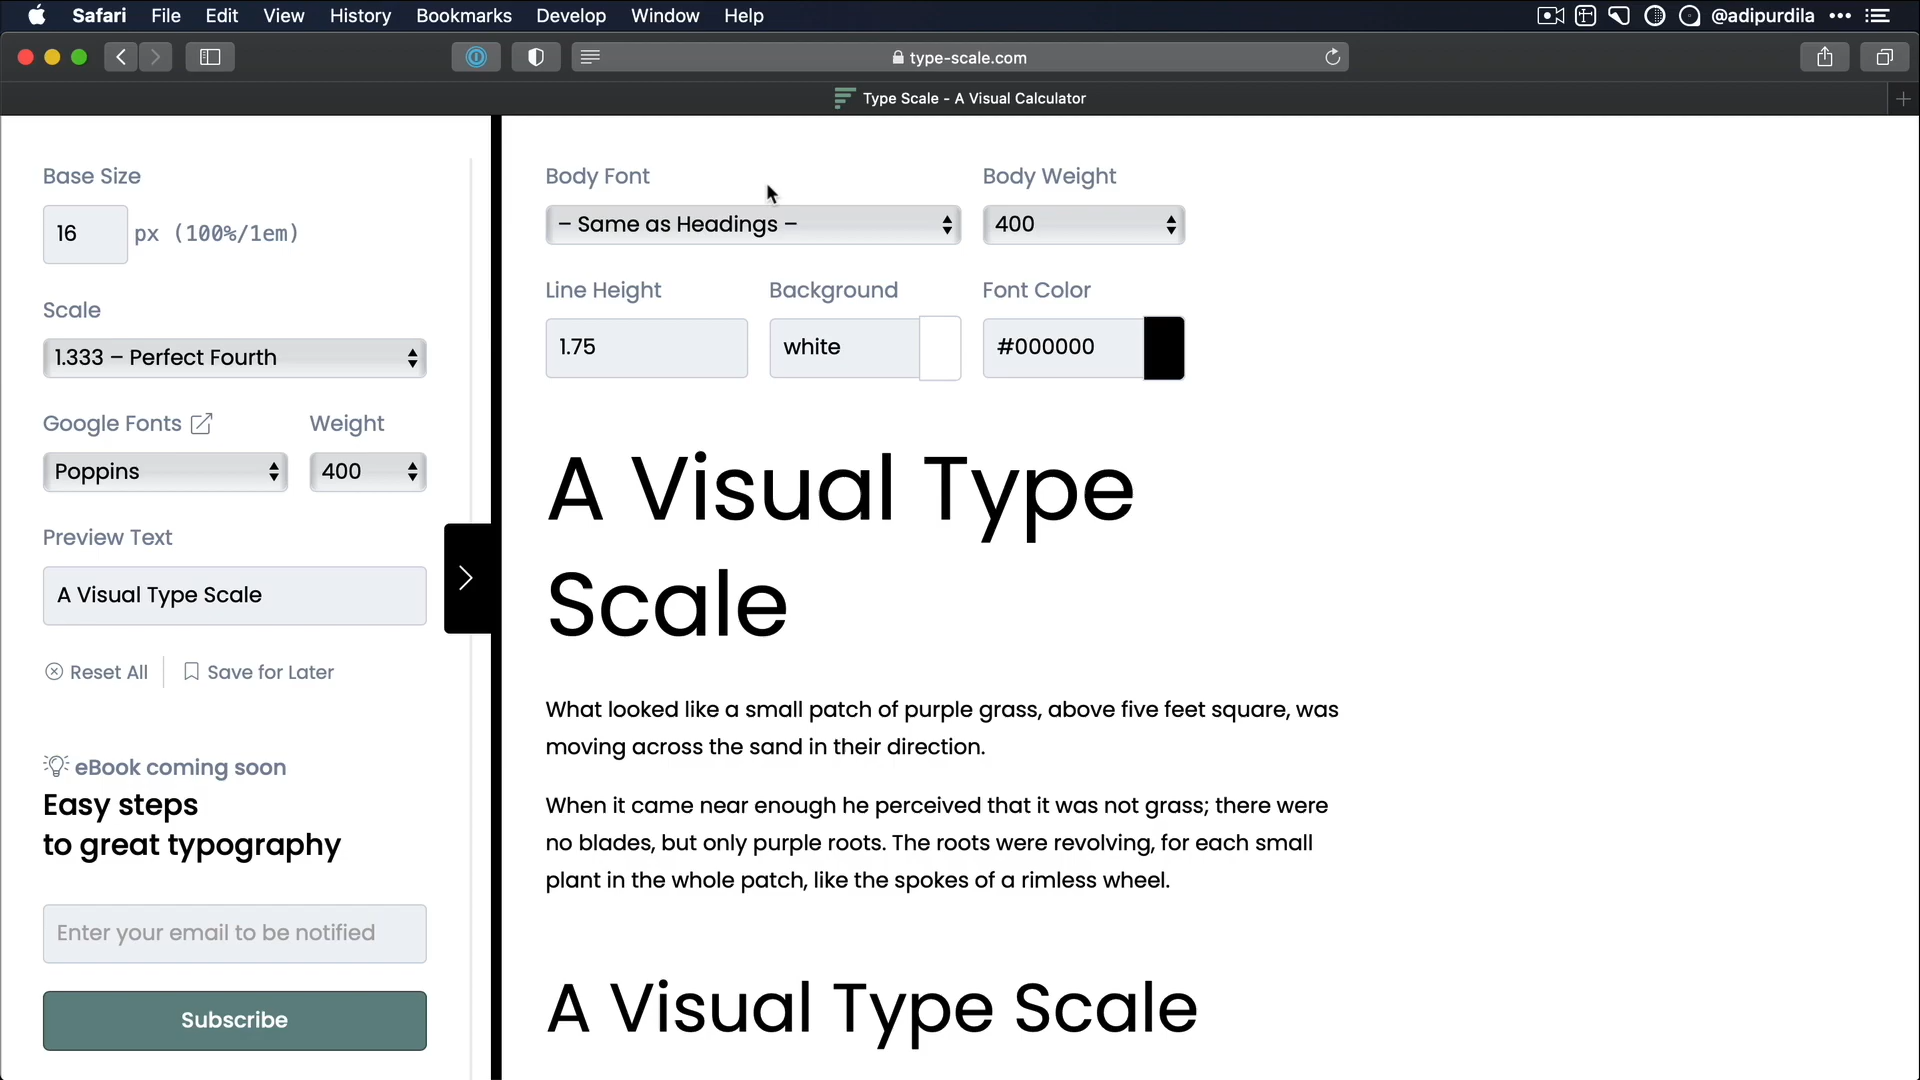 Safari File Edit View History Bookmarks Develop Window Help @adipurdila
type-scale.com
Type Scale - A Visual Calculator
Base Size
16 px (100%/1em)
Scale
1.333 – Perfect Fourth
Google Fonts Weight
Poppins 400
Preview Text
A Visual Type Scale
Reset All Save for Later
eBook coming soon
Easy steps
to great typography
Enter your email to be notified
Subscribe
Body Font Body Weight
– Same as Headings – 400
Line Height Background Font Color
1.75 white #000000
A Visual Type
Scale
What looked like a small patch of purple grass, above five feet square, was
moving across the sand in their direction.
When it came near enough he perceived that it was not grass; there were
no blades, but only purple roots. The roots were revolving, for each small
plant in the whole patch, like the spokes of a rimless wheel.
A Visual Type Scale